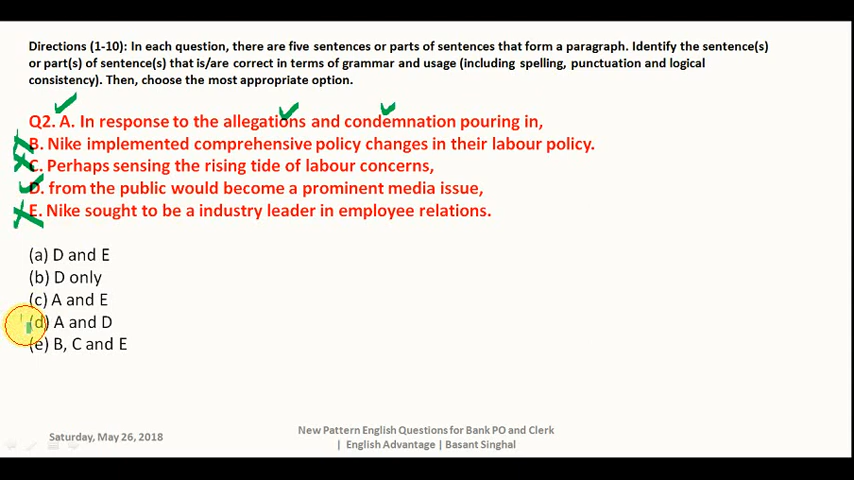 Directions (1-10): In each question, there are five sentences or parts of sentences that form a paragraph. Identify the sentence(s)
or part(s) of sentence(s) that is/are correct in terms of grammar and usage (including spelling, punctuation and logical
consistency). Then, choose the most appropriate option.
Q2. A. In response to the allegations and condemnation pouring in,
B. Nike implemented comprehensive policy changes in their labour policy.
C. Perhaps sensing the rising tide of labour concerns,
D. from the public would become a prominent media issue,
E. Nike sought to be a industry leader in employee relations.
(a) D and E
(b) D only
(c) A and E
(d) A and D
(e) B, C and E
Saturday, May 26, 2018
New Pattern English Questions for Bank PO and Clerk
| English Advantage | Basant Singhal